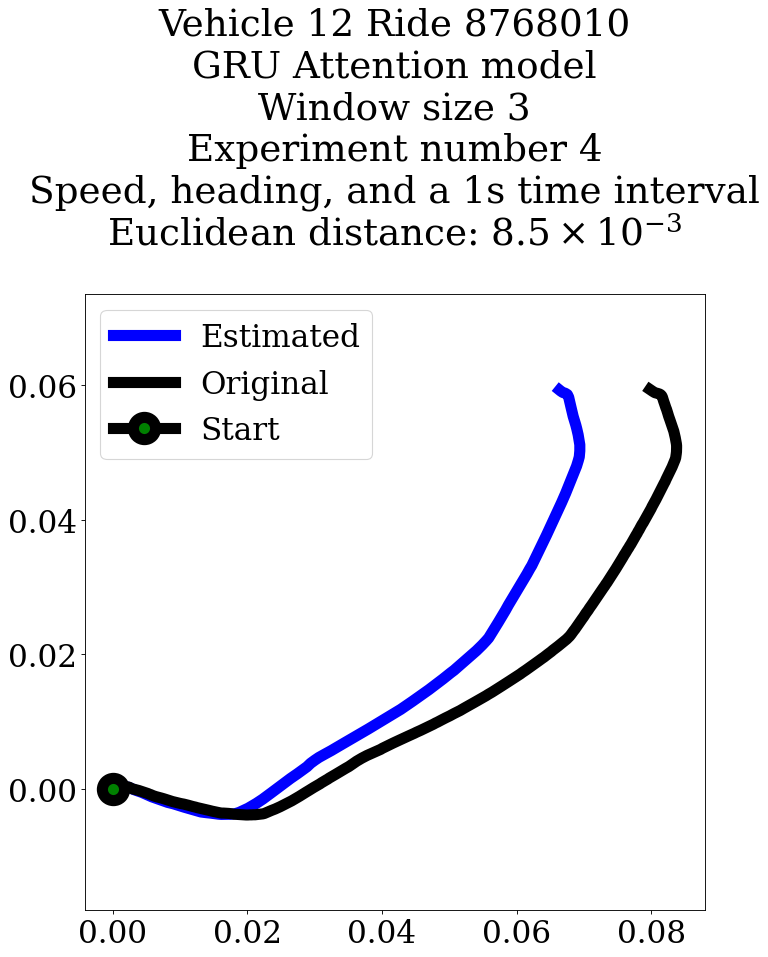 Vehicle 12 Ride 8768010
GRU Attention model
Window size 3
Experiment number 4
Speed, heading, and a 1s time interval
Euclidean distance: 8.5 × 10⁻³
Estimated
Original
Start
0.06
0.04
0.02
0.00
0.00 0.02 0.04 0.06 0.08